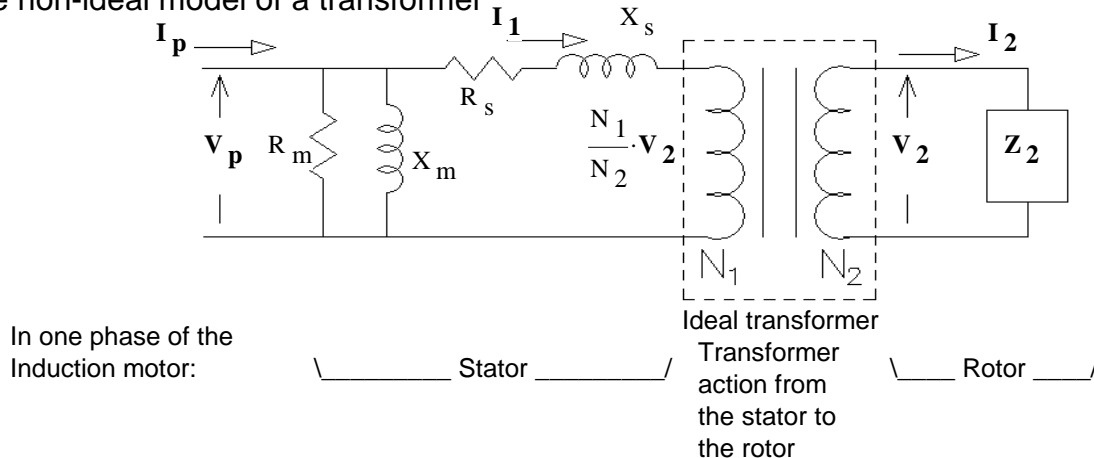 e non-ideal model of a transformer
I p
I 1
X s
I 2
R s
V p
R m
X m
N 1
N 2
· V 2
V 2
Z 2
N1
N2
Ideal transformer
In one phase of the
Induction motor:
\_________ Stator _________/
Transformer
action from
the stator to
the rotor
\____ Rotor ____/